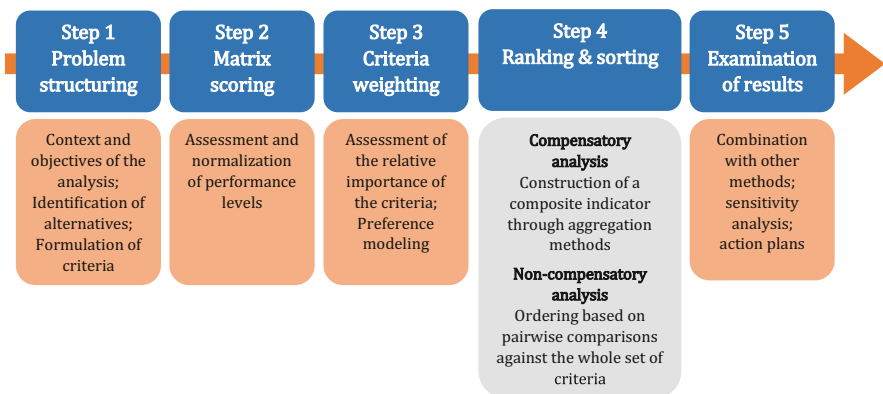 Step 1
Problem
structuring
Step 2
Matrix
scoring
Step 3
Criteria
weighting
Step 4
Ranking & sorting
Step 5
Examination
of results
Context and
objectives of the
analysis;
Identification of
alternatives;
Formulation of
criteria
Assessment and
normalization
of performance
levels
Assessment of
the relative
importance of
the criteria;
Preference
modeling
Compensatory
analysis
Construction of a
composite indicator
through aggregation
methods
Non-compensatory
analysis
Ordering based on
pairwise comparisons
against the whole set of
criteria
Combination
with other
methods;
sensitivity
analysis;
action plans